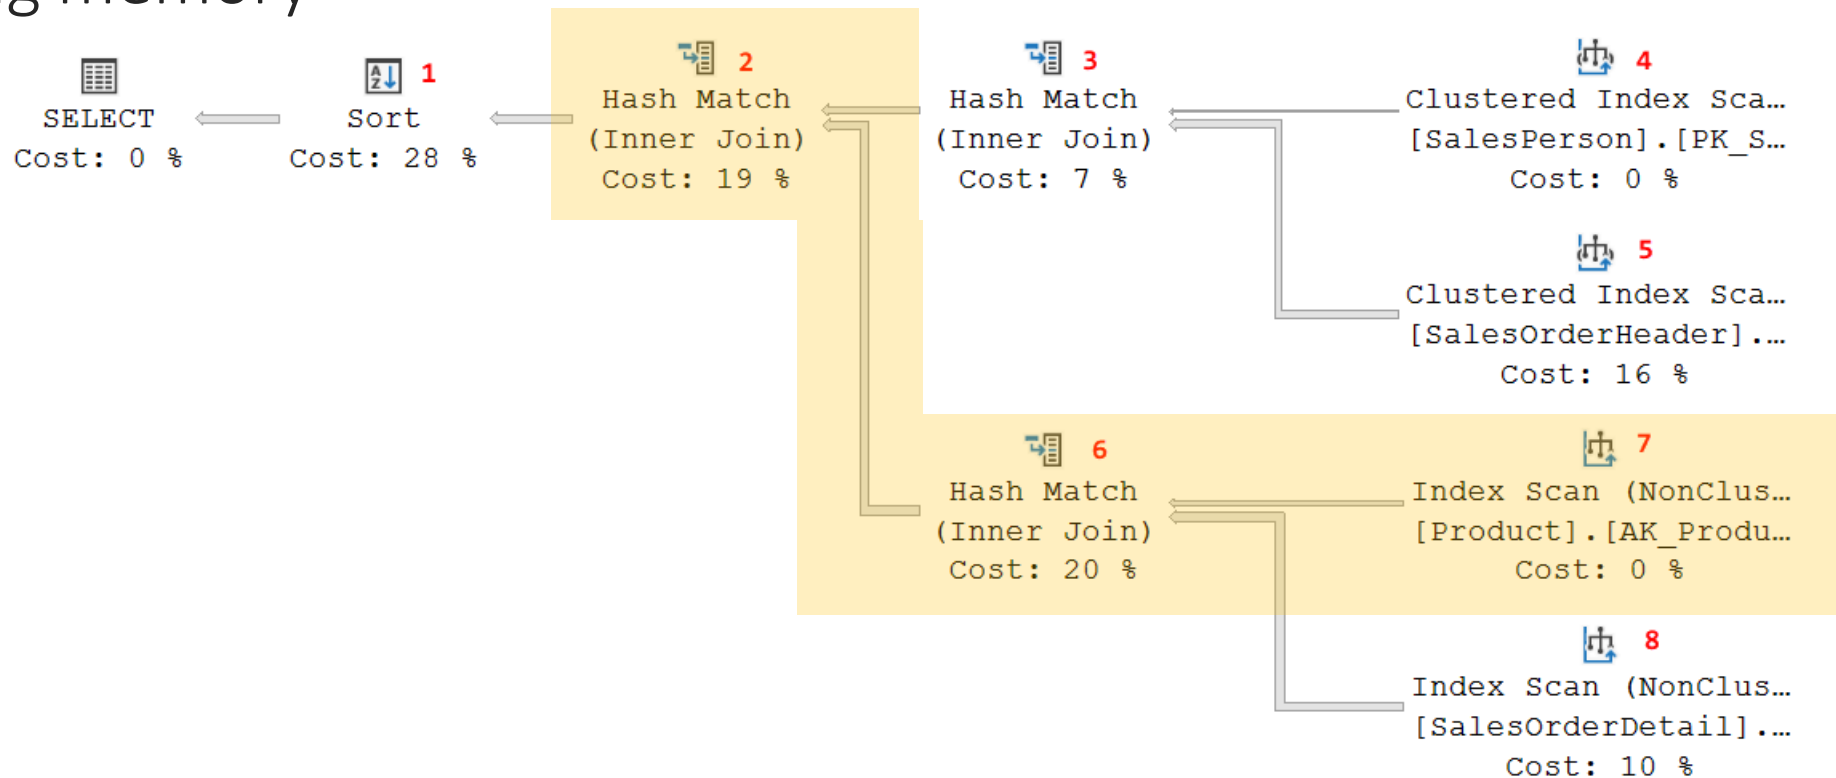 memory
SELECT
Cost: 0 %
1
Sort
Cost: 28 %
2
Hash Match
(Inner Join)
Cost: 19 %
3
Hash Match
(Inner Join)
Cost: 7 %
4
Clustered Index Sca…
[SalesPerson].[PK_S…
Cost: 0 %
5
Clustered Index Sca…
[SalesOrderHeader].…
Cost: 16 %
6
Hash Match
(Inner Join)
Cost: 20 %
7
Index Scan (NonClus…
[Product].[AK_Produ…
Cost: 0 %
8
Index Scan (NonClus…
[SalesOrderDetail].…
Cost: 10 %